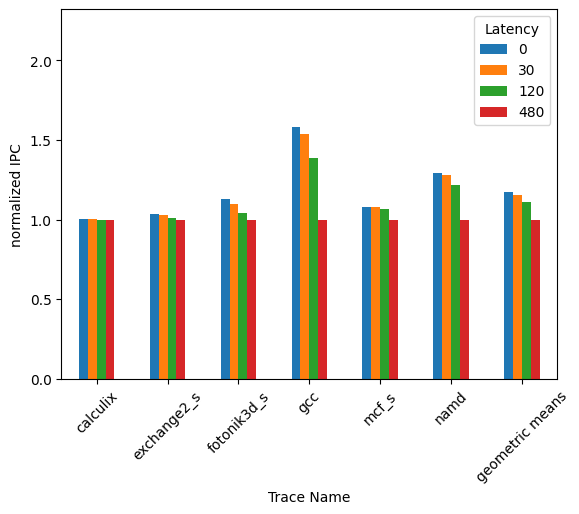 Latency
0
30
120
480
normalized IPC
2.0
1.5
1.0
0.5
0.0
calculix
exchange2_s
fotonik3d_s
gcc
mcf_s
namd
geometric means
Trace Name